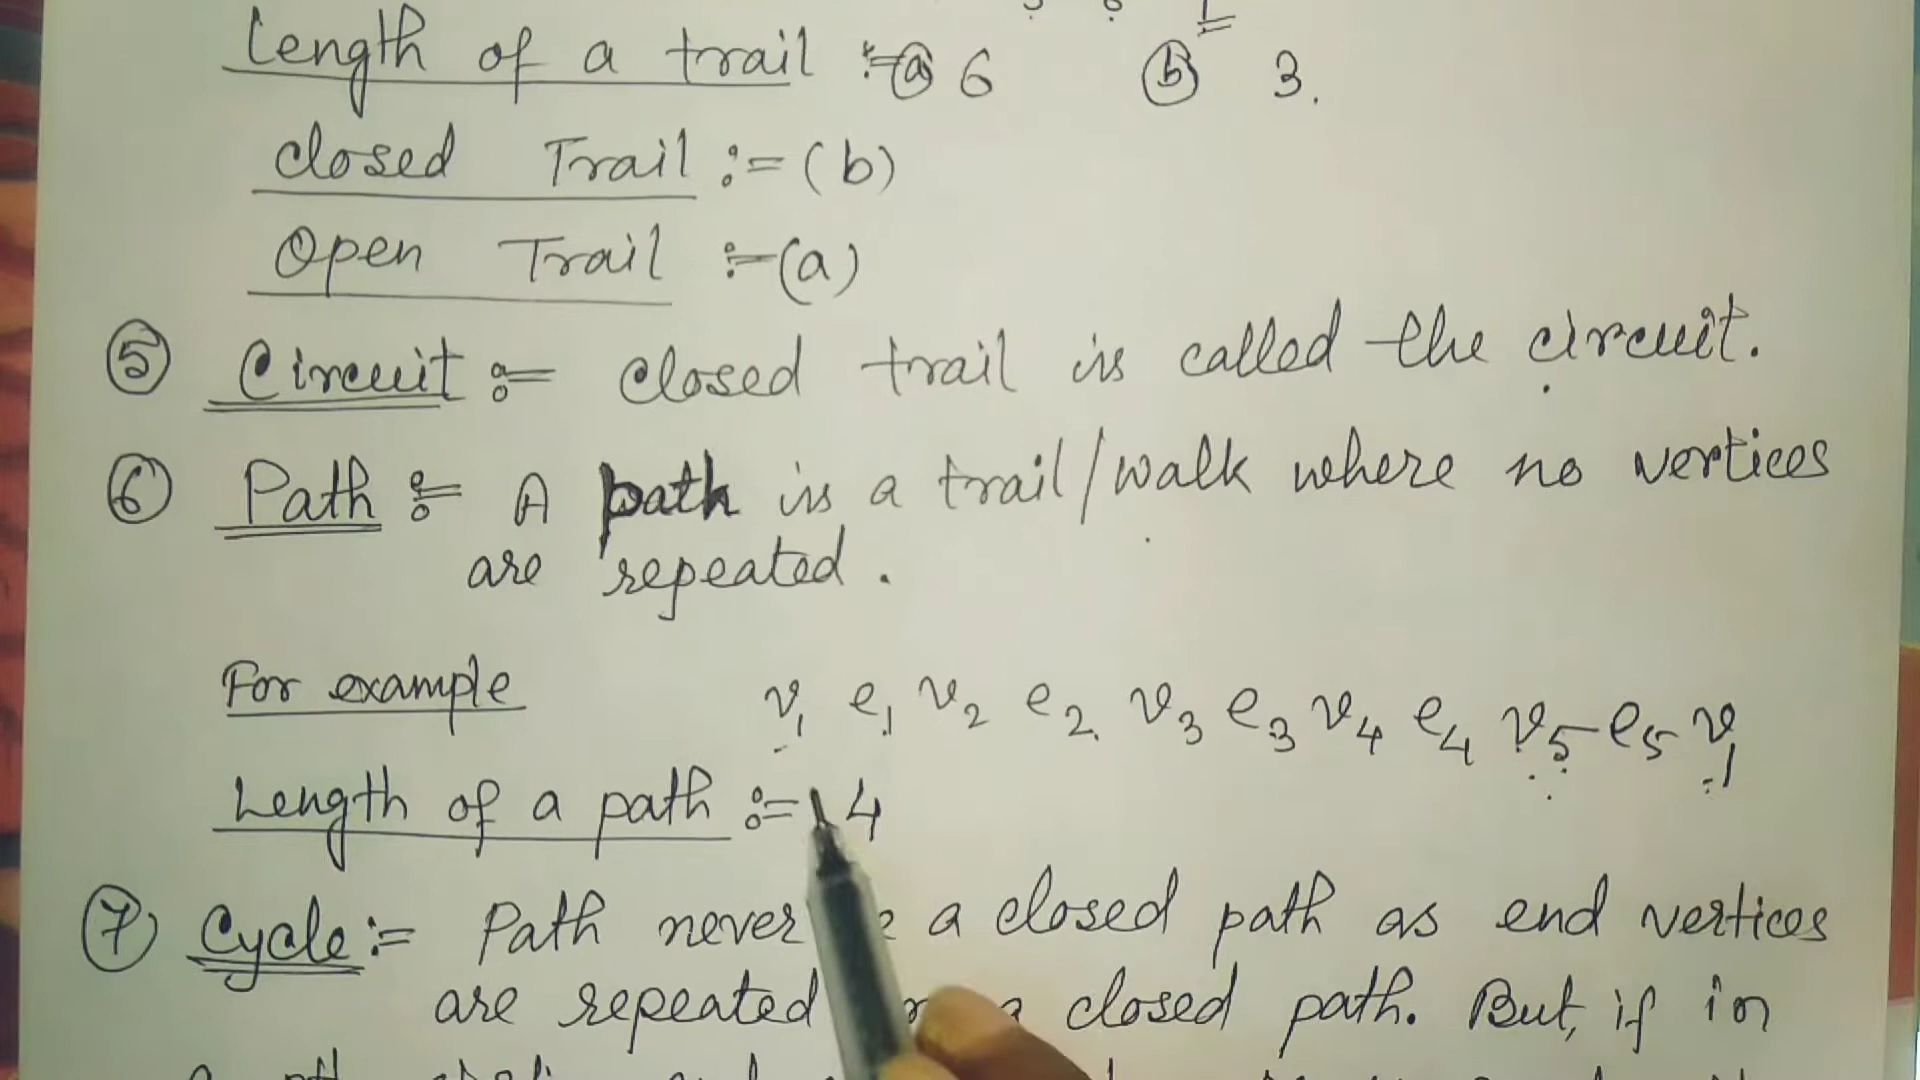 Length of a trail :- (a) 6 (b) 3.
closed Trail := (b)
Open Trail :- (a)
(5) Circuit := closed trail is called the circuit.
(6) Path := A path is a trail/walk where no vertices
are repeated.
For example v1 e1 v2 e2 v3 e3 v4 e4 v5 e5 v1
Length of a path := 4
(7) Cycle := Path never a closed path as end vertices
are repeated closed path. But, if in